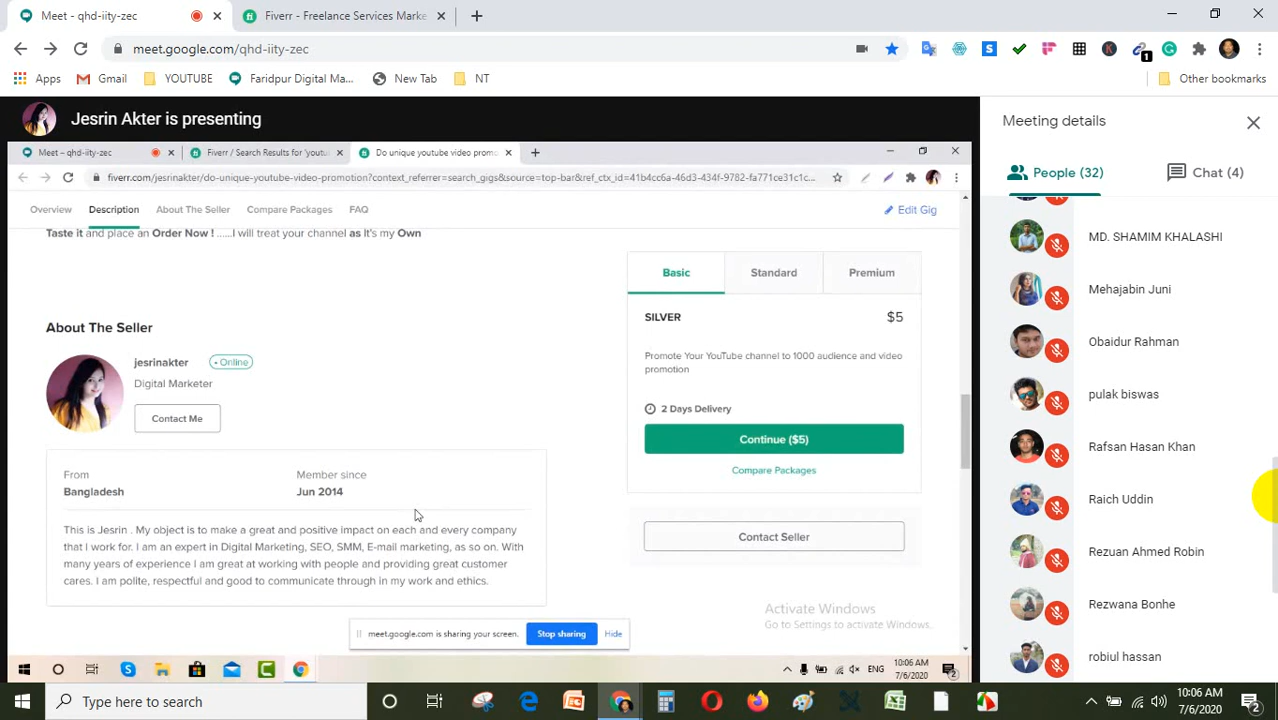 Meet - qhd-iity-zec
Fiverr - Freelance Services Marke
meet.google.com/qhd-iity-zec
Apps
Gmail
YOUTUBE
Faridpur Digital Ma...
New Tab
NT
Other bookmarks
Jesrin Akter is presenting
Meeting details
Meet – qhd-iity-zec
Fiverr / Search Results for 'youtu
Do unique youtube video promo
fiverr.com/jesrinakter/do-unique-youtube-video-promotion?context_referrer=search_gigs&source=top-bar&ref_ctx_id=41b4cc6a-46d3-434f-9782-fa771ce31c1c...
People (32)
Chat (4)
Overview
Description
About The Seller
Compare Packages
FAQ
Edit Gig
Taste it and place an Order Now ! ......I will treat your channel as It's my Own
MD. SHAMIM KHALASHI
Basic
Standard
Premium
Mehajabin Juni
SILVER
$5
About The Seller
Obaidur Rahman
Promote Your YouTube channel to 1000 audience and video
promotion
jesrinakter
• Online
Digital Marketer
pulak biswas
2 Days Delivery
Contact Me
Continue ($5)
Rafsan Hasan Khan
Compare Packages
From
Bangladesh
Member since
Jun 2014
Raich Uddin
This is Jesrin . My object is to make a great and positive impact on each and every company
that I work for. I am an expert in Digital Marketing, SEO, SMM, E-mail marketing, as so on. With
many years of experience I am great at working with people and providing great customer
cares. I am polite, respectful and good to communicate through in my work and ethics.
Contact Seller
Rezuan Ahmed Robin
Rezwana Bonhe
Activate Windows
Go to Settings to activate Windows.
meet.google.com is sharing your screen.
Stop sharing
Hide
robiul hassan
ENG
10:06 AM
7/6/2020
2
Type here to search
10:06 AM
7/6/2020
2